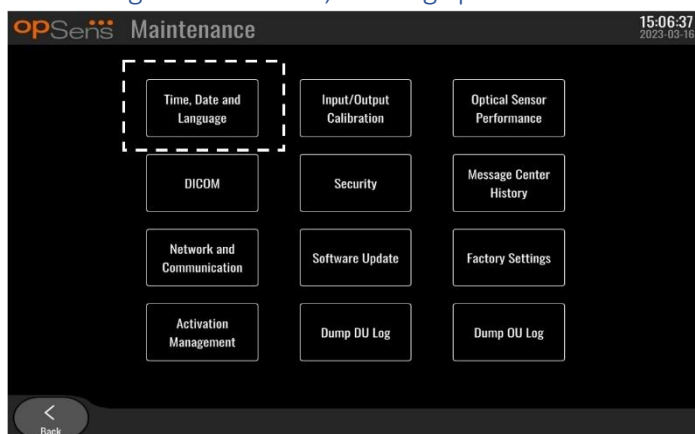 opSens Maintenance
15:06:37
2023-03-16
Time, Date and
Language
Input/Output
Calibration
Optical Sensor
Performance
DICOM
Security
Message Center
History
Network and
Communication
Software Update
Factory Settings
Activation
Management
Dump DU Log
Dump OU Log
Back